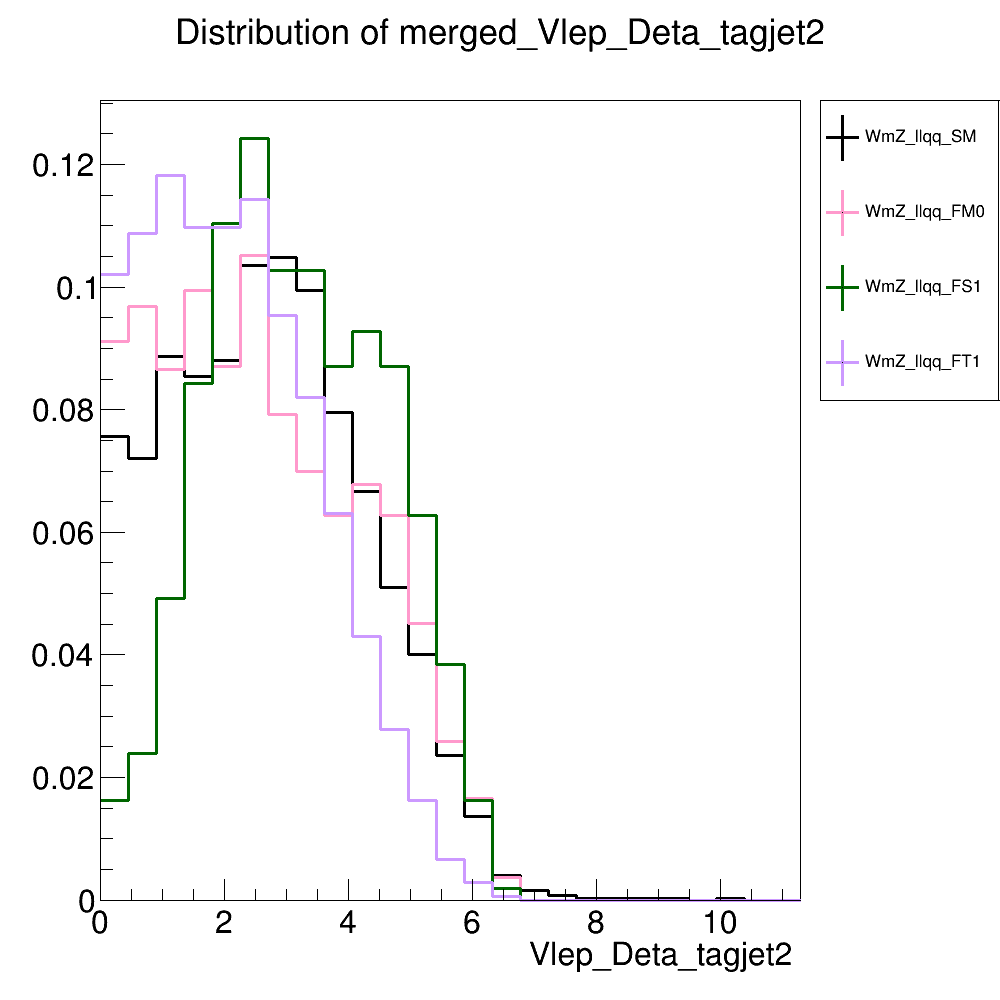 Distribution of merged_Vlep_Deta_tagjet2
0.12
0.1
0.08
0.06
0.04
0.02
0
0 2 4 6 8 10
Vlep_Deta_tagjet2
WmZ_llqq_SM
WmZ_llqq_FM0
WmZ_llqq_FS1
WmZ_llqq_FT1